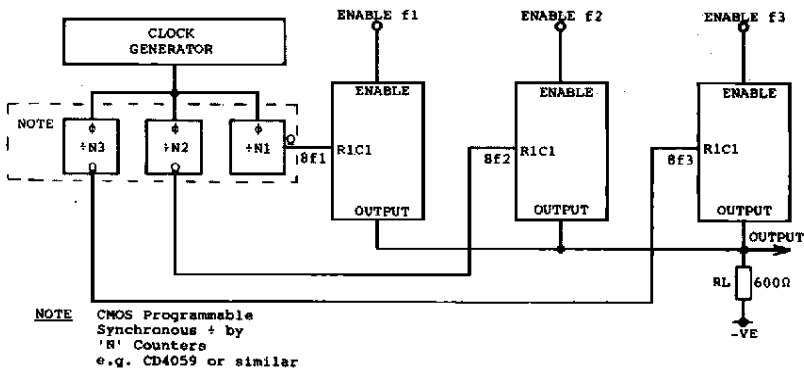 ENABLE f1
ENABLE f2
ENABLE f3
CLOCK
GENERATOR
ENABLE
ENABLE
ENABLE
NOTE
ϕ
ϕ
ϕ
÷N3
÷N2
÷N1
8f1
R1C1
8f2
R1C1
8f3
R1C1
OUTPUT
OUTPUT
OUTPUT
OUTPUT
RL
600Ω
-VE
NOTE CMOS Programmable
Synchronous ÷ by
'N' Counters
e.g. CD4059 or similar